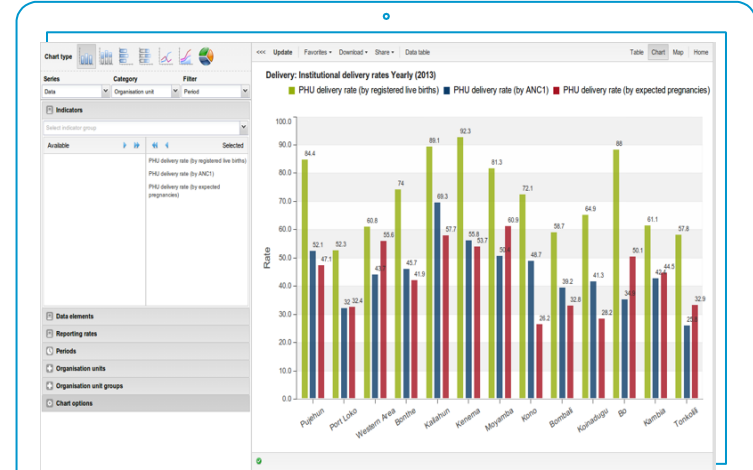 Chart type
Series
Category
Filter
Data
Organisation unit
Period
Indicators
Select indicator group
Available
Selected
PHU delivery rate (by registered live births)
PHU delivery rate (by ANC1)
PHU delivery rate (by expected
pregnancies)
Data elements
Reporting rates
Periods
Organisation units
Organisation unit groups
Chart options
<<< Update Favorites Download Share Data table
Table Chart Map Home
Delivery: Institutional delivery rates Yearly (2013)
PHU delivery rate (by registered live births) PHU delivery rate (by ANC1) PHU delivery rate (by expected pregnancies)
Rate
100.0
90.0
80.0
70.0
60.0
50.0
40.0
30.0
20.0
10.0
0.0
84.4 52.1 47.1
52.3 32 32.4
60.8 55.6
74 45.7 41.9
89.1 69.3 57.7
92.3 55.8 53.7
81.3 60.9
72.1 48.7 26.2
58.7 39.2 32.8
64.9 41.3 28.2
88 50.1
61.1 44.5
57.8 32.9
Pujehun
Port Loko
Western Area
Bonthe
Kailahun
Kenema
Moyamba
Kono
Bombali
Koinadugu
Bo
Kambia
Tonkolili